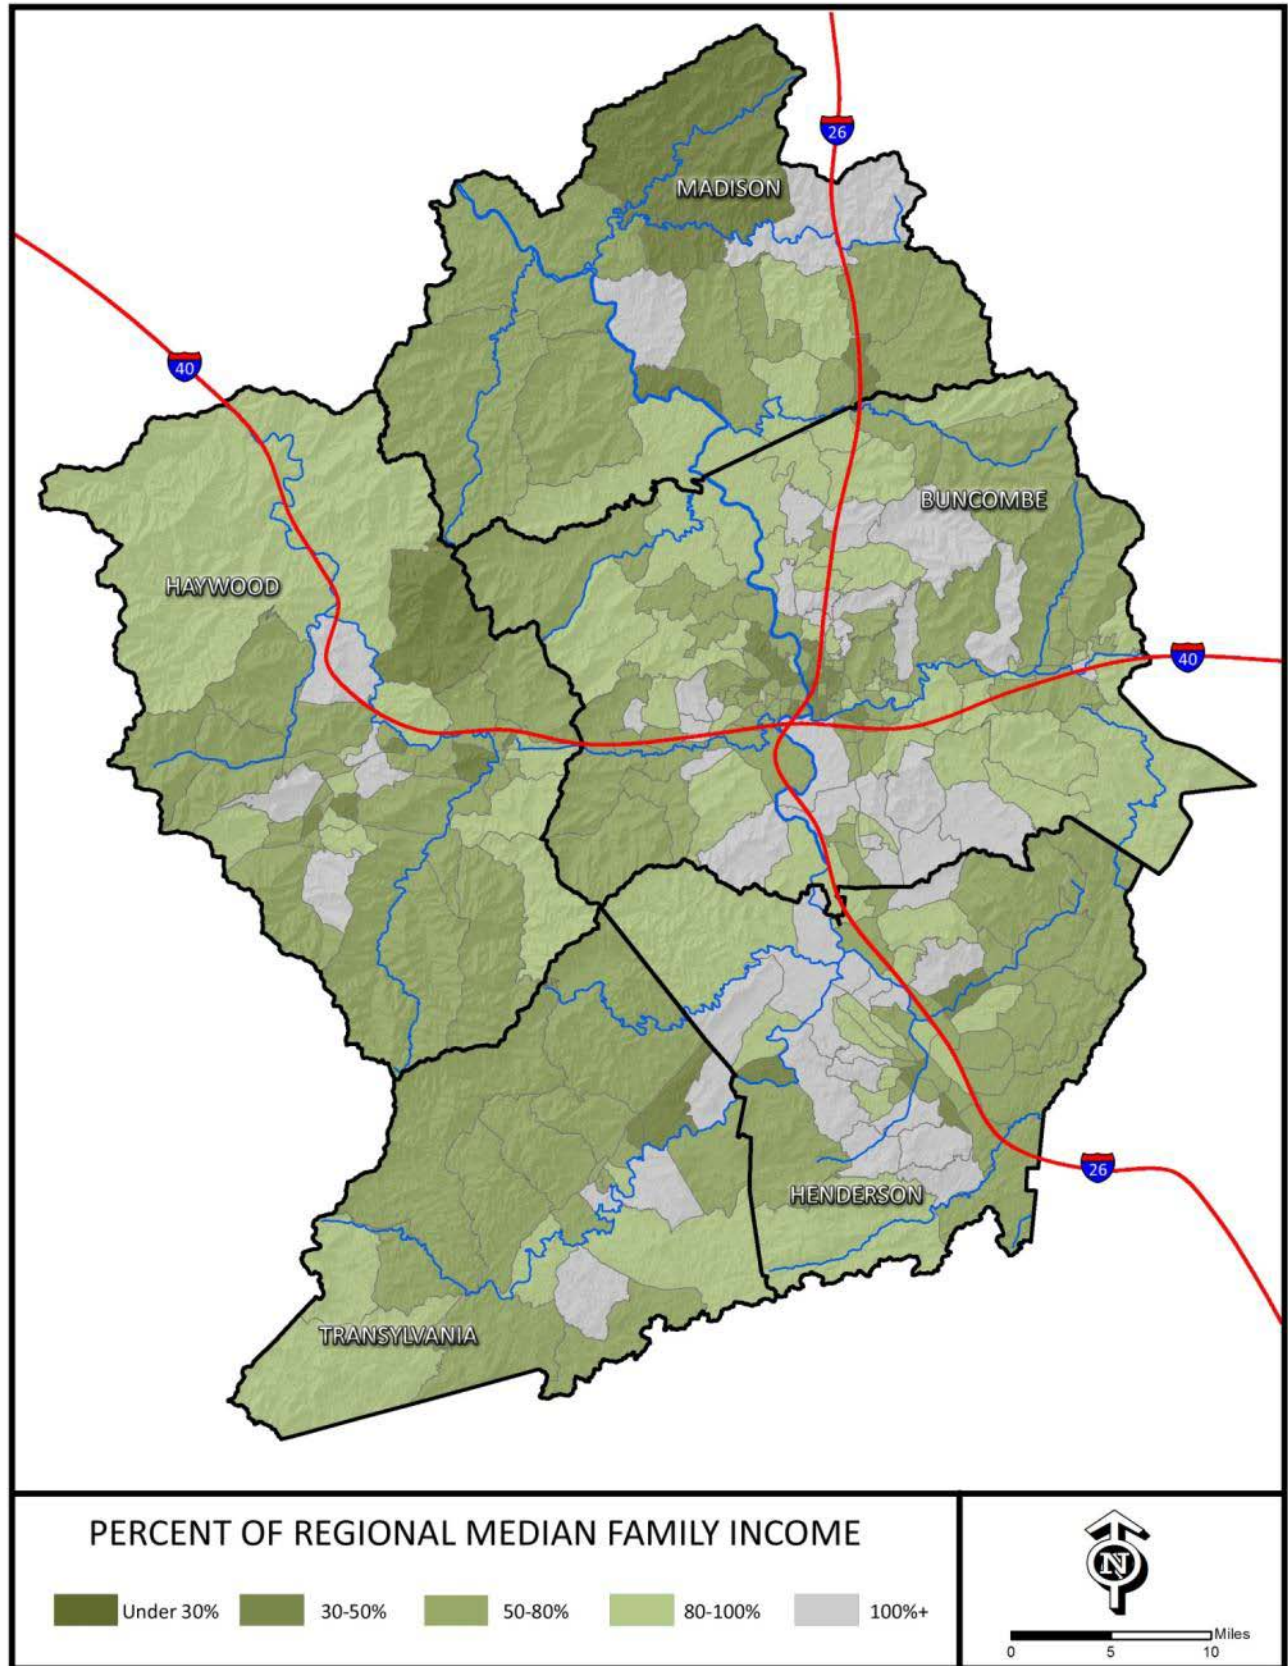 26
MADISON
40
BUNCOMBE
HAYWOOD
40
26
HENDERSON
TRANSYLVANIA
PERCENT OF REGIONAL MEDIAN FAMILY INCOME
Under 30% 30-50% 50-80% 80-100% 100%+
N
Miles
0 5 10